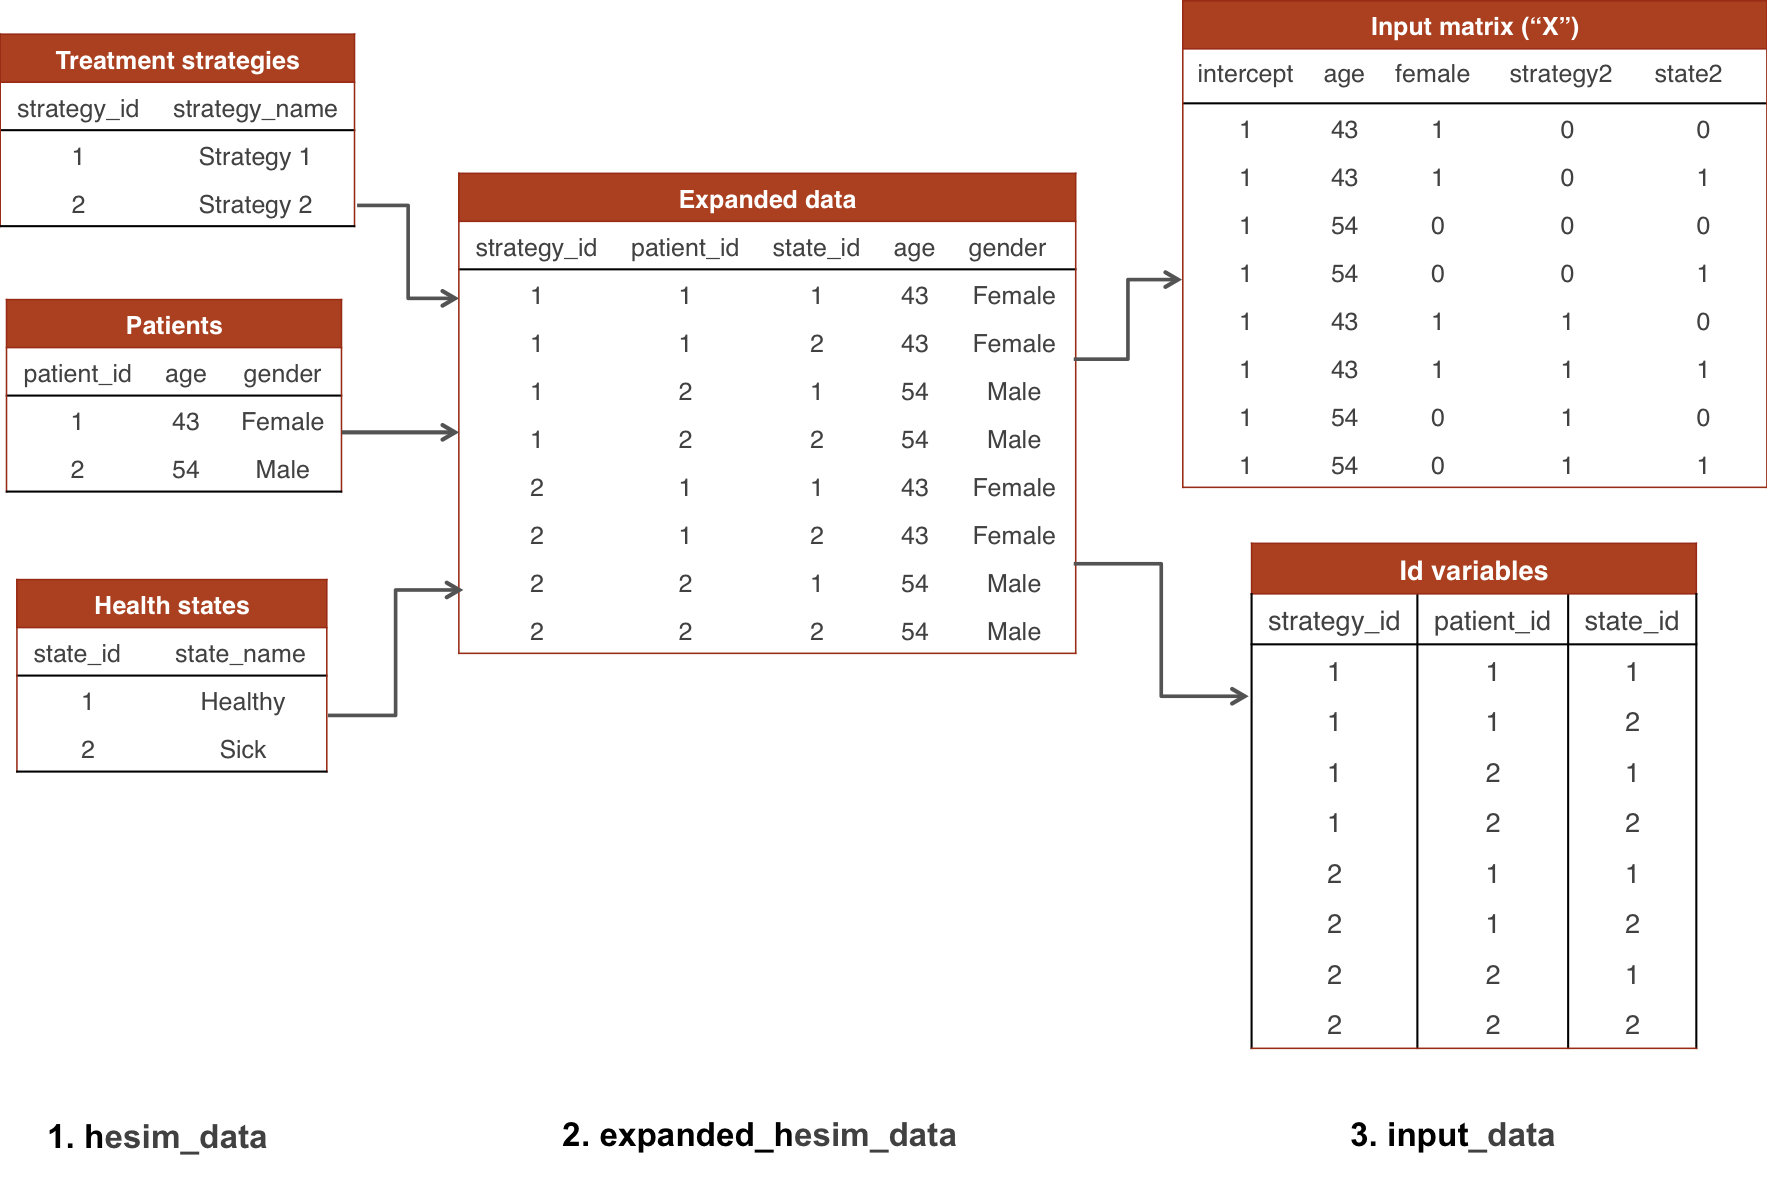 Treatment strategies
strategy_id strategy_name
1 Strategy 1
2 Strategy 2
Patients
patient_id age gender
1 43 Female
2 54 Male
Health states
state_id state_name
1 Healthy
2 Sick
1. hesim_data
Expanded data
strategy_id patient_id state_id age gender
1 1 1 43 Female
1 1 2 43 Female
1 2 1 54 Male
1 2 2 54 Male
2 1 1 43 Female
2 1 2 43 Female
2 2 1 54 Male
2 2 2 54 Male
2. expanded_hesim_data
Input matrix (“X”)
intercept age female strategy2 state2
1 43 1 0 0
1 43 1 0 1
1 54 0 0 0
1 54 0 0 1
1 43 1 1 0
1 43 1 1 1
1 54 0 1 0
1 54 0 1 1
Id variables
strategy_id patient_id state_id
1 1 1
1 1 2
1 2 1
1 2 2
2 1 1
2 1 2
2 2 1
2 2 2
3. input_data